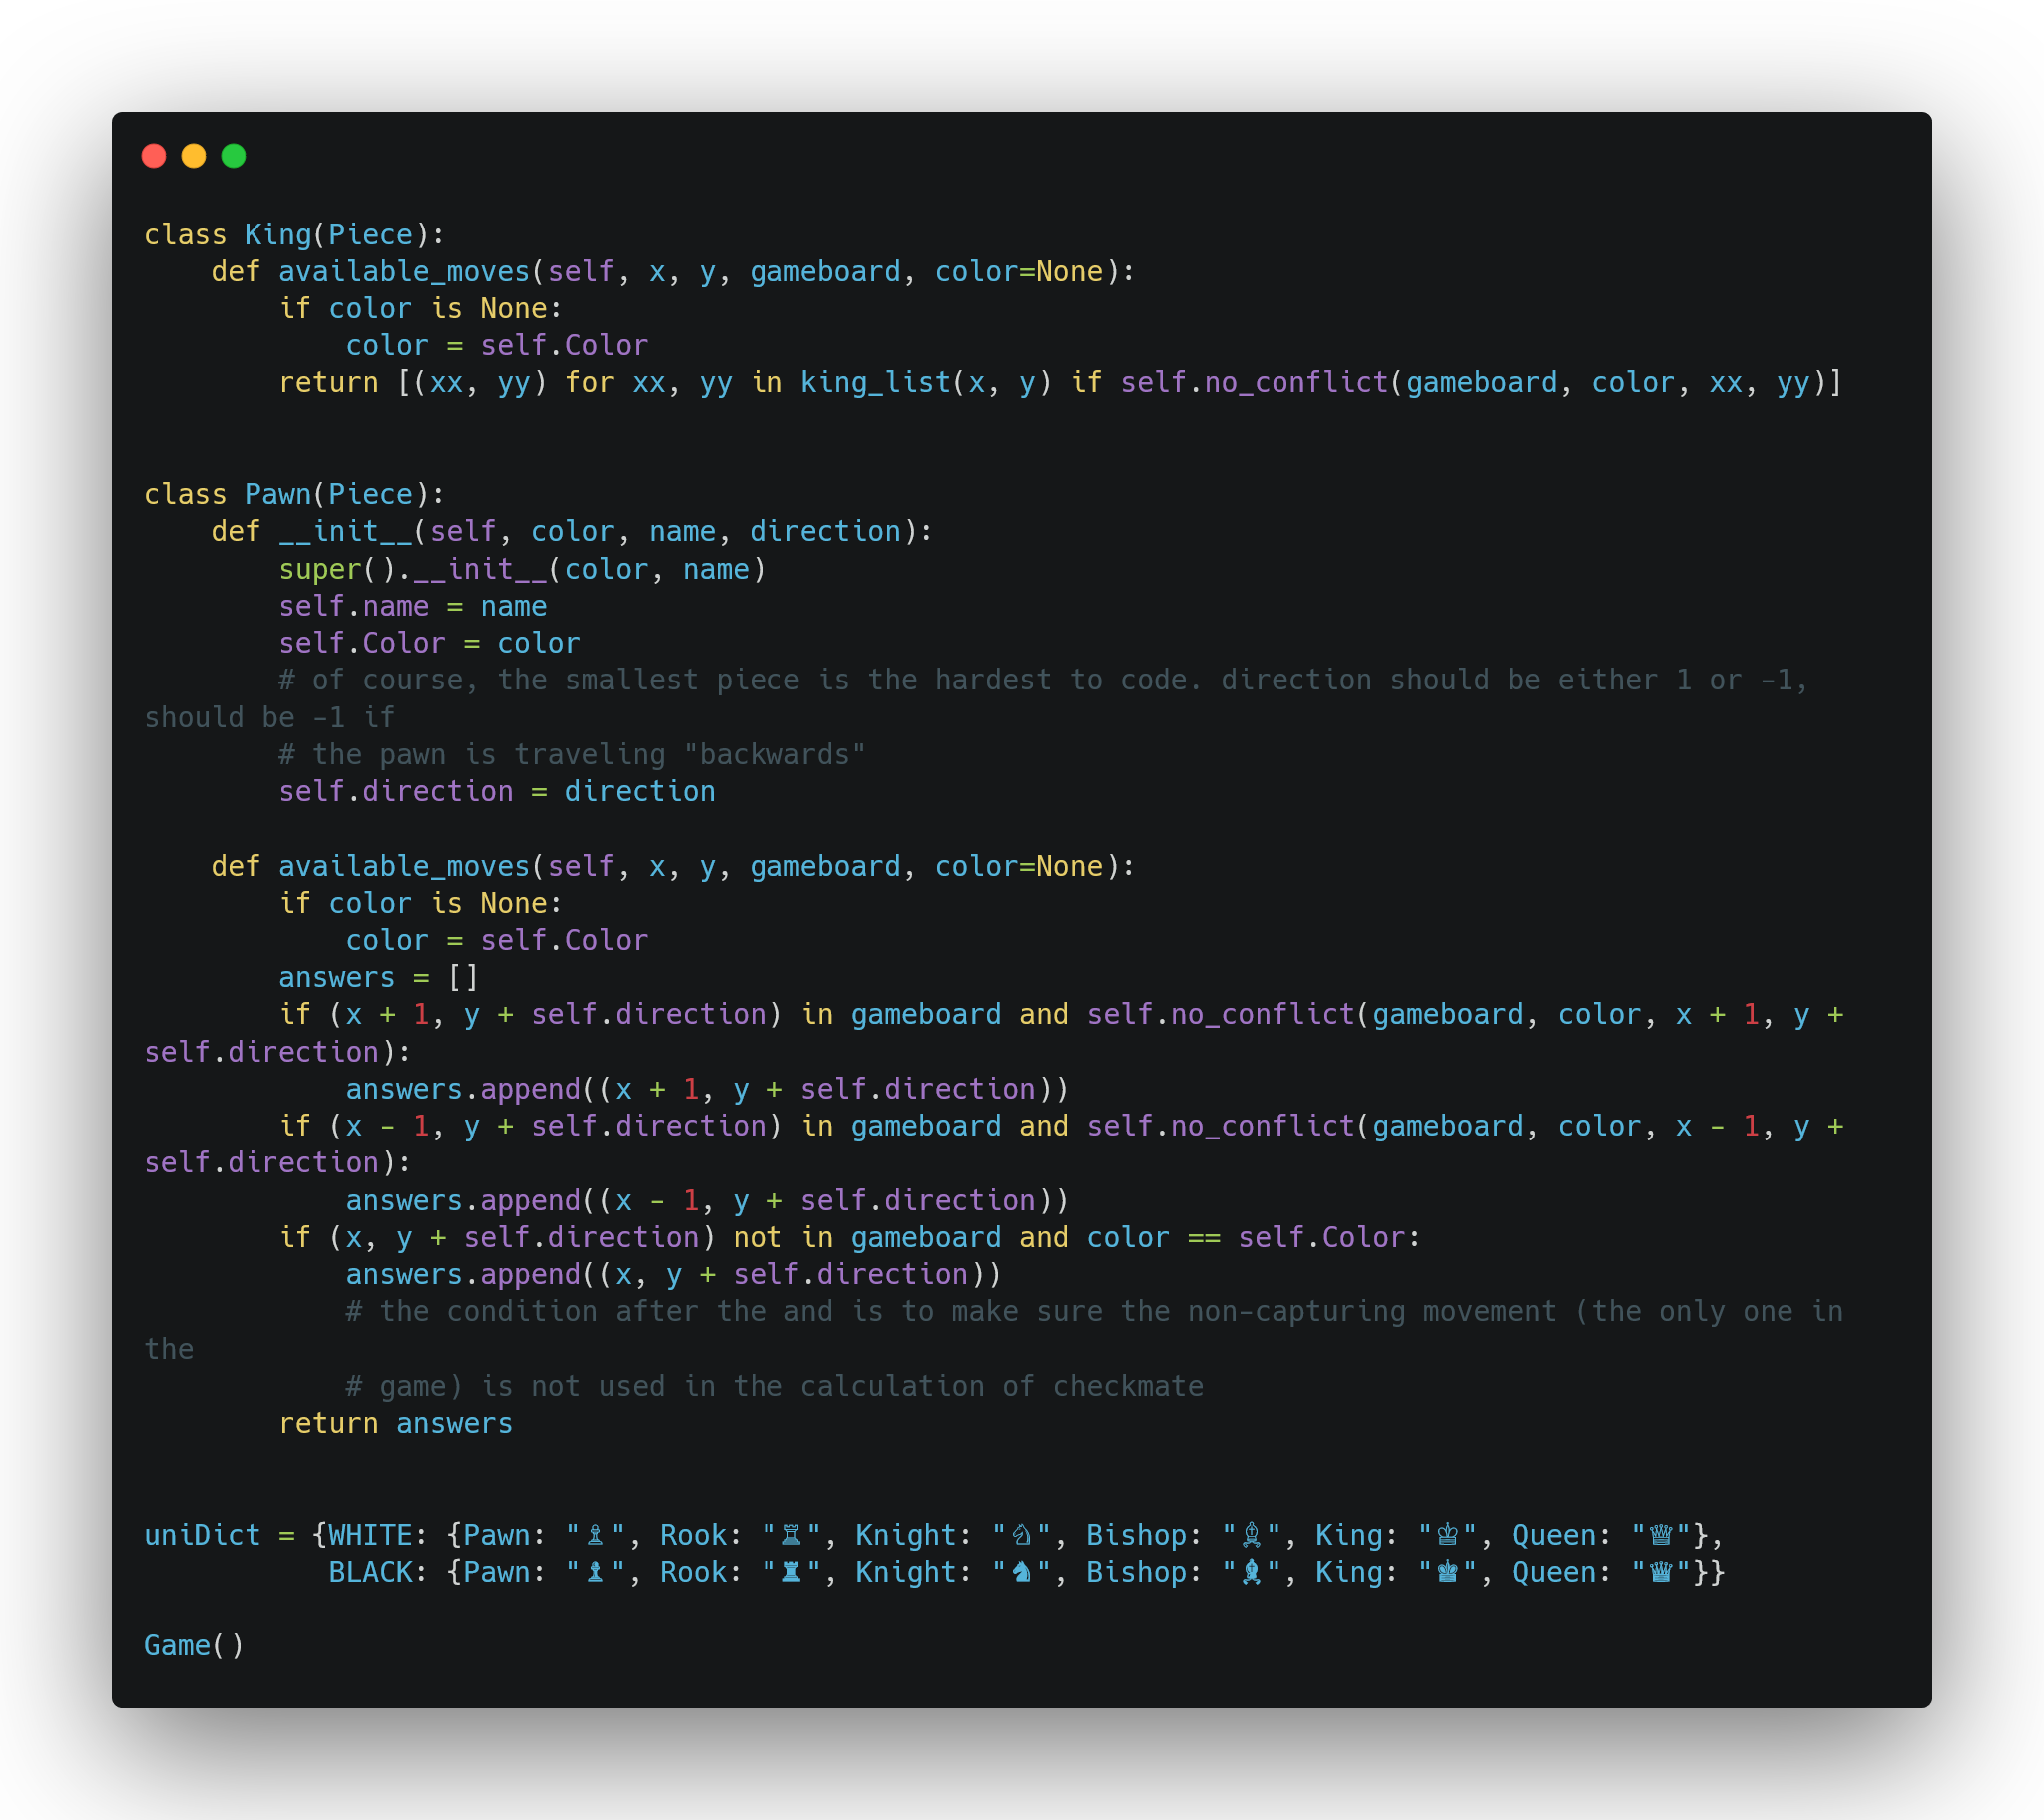 class King(Piece):
    def available_moves(self, x, y, gameboard, color=None):
        if color is None:
            color = self.Color
        return [(xx, yy) for xx, yy in king_list(x, y) if self.no_conflict(gameboard, color, xx, yy)]
class Pawn(Piece):
    def __init__(self, color, name, direction):
        super().__init__(color, name)
        self.name = name
        self.Color = color
        # of course, the smallest piece is the hardest to code. direction should be either 1 or -1,
should be -1 if
        # the pawn is traveling "backwards"
        self.direction = direction
    def available_moves(self, x, y, gameboard, color=None):
        if color is None:
            color = self.Color
        answers = []
        if (x + 1, y + self.direction) in gameboard and self.no_conflict(gameboard, color, x + 1, y +
self.direction):
            answers.append((x + 1, y + self.direction))
        if (x - 1, y + self.direction) in gameboard and self.no_conflict(gameboard, color, x - 1, y +
self.direction):
            answers.append((x - 1, y + self.direction))
        if (x, y + self.direction) not in gameboard and color == self.Color:
            answers.append((x, y + self.direction))
            # the condition after the and is to make sure the non-capturing movement (the only one in
the
            # game) is not used in the calculation of checkmate
        return answers
uniDict = {WHITE: {Pawn: "♙", Rook: "♖", Knight: "♘", Bishop: "♗", King: "♔", Queen: "♕"},
           BLACK: {Pawn: "♟", Rook: "♜", Knight: "♞", Bishop: "♝", King: "♚", Queen: "♛"}}
Game()